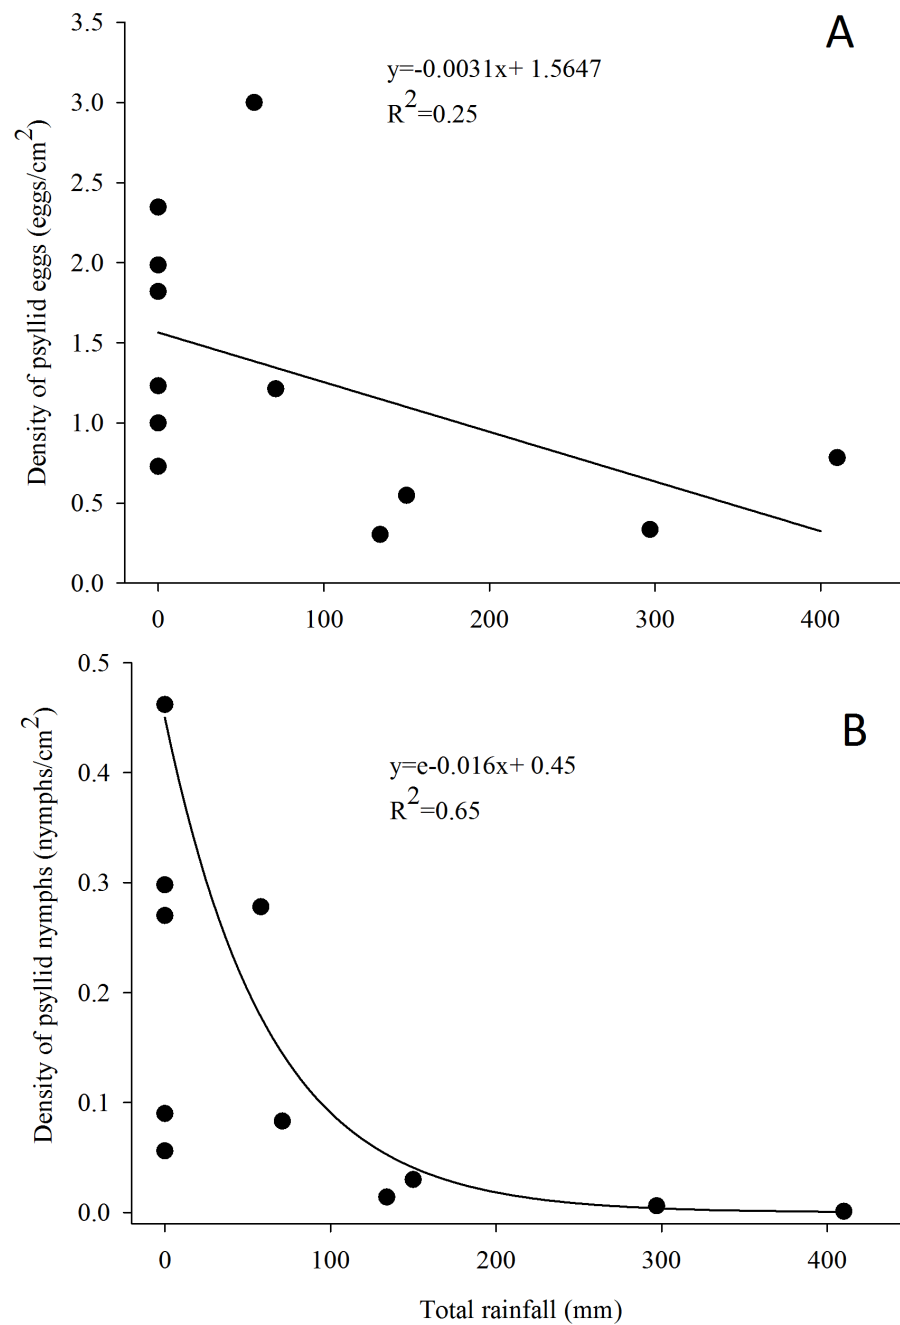 A
y=-0.0031x+ 1.5647
R2=0.25
Density of psyllid eggs (eggs/cm2)
3.5
3.0
2.5
2.0
1.5
1.0
0.5
0.0
0 100 200 300 400
B
y=e-0.016x+ 0.45
R2=0.65
Density of psyllid nymphs (nymphs/cm2)
0.5
0.4
0.3
0.2
0.1
0.0
0 100 200 300 400
Total rainfall (mm)